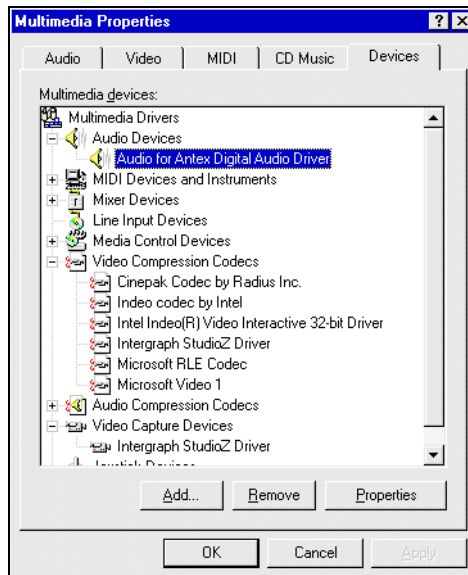 Multimedia Properties
Audio Video MIDI CD Music Devices
Multimedia devices:
Multimedia Drivers
Audio Devices
Audio for Antex Digital Audio Driver
MIDI Devices and Instruments
Mixer Devices
Line Input Devices
Media Control Devices
Video Compression Codecs
Cinepak Codec by Radius Inc.
Indeo codec by Intel
Intel Indeo(R) Video Interactive 32-bit Driver
Intergraph StudioZ Driver
Microsoft RLE Codec
Microsoft Video 1
Audio Compression Codecs
Video Capture Devices
Intergraph StudioZ Driver
Joystick Devices
Add... Remove Properties
OK Cancel Apply